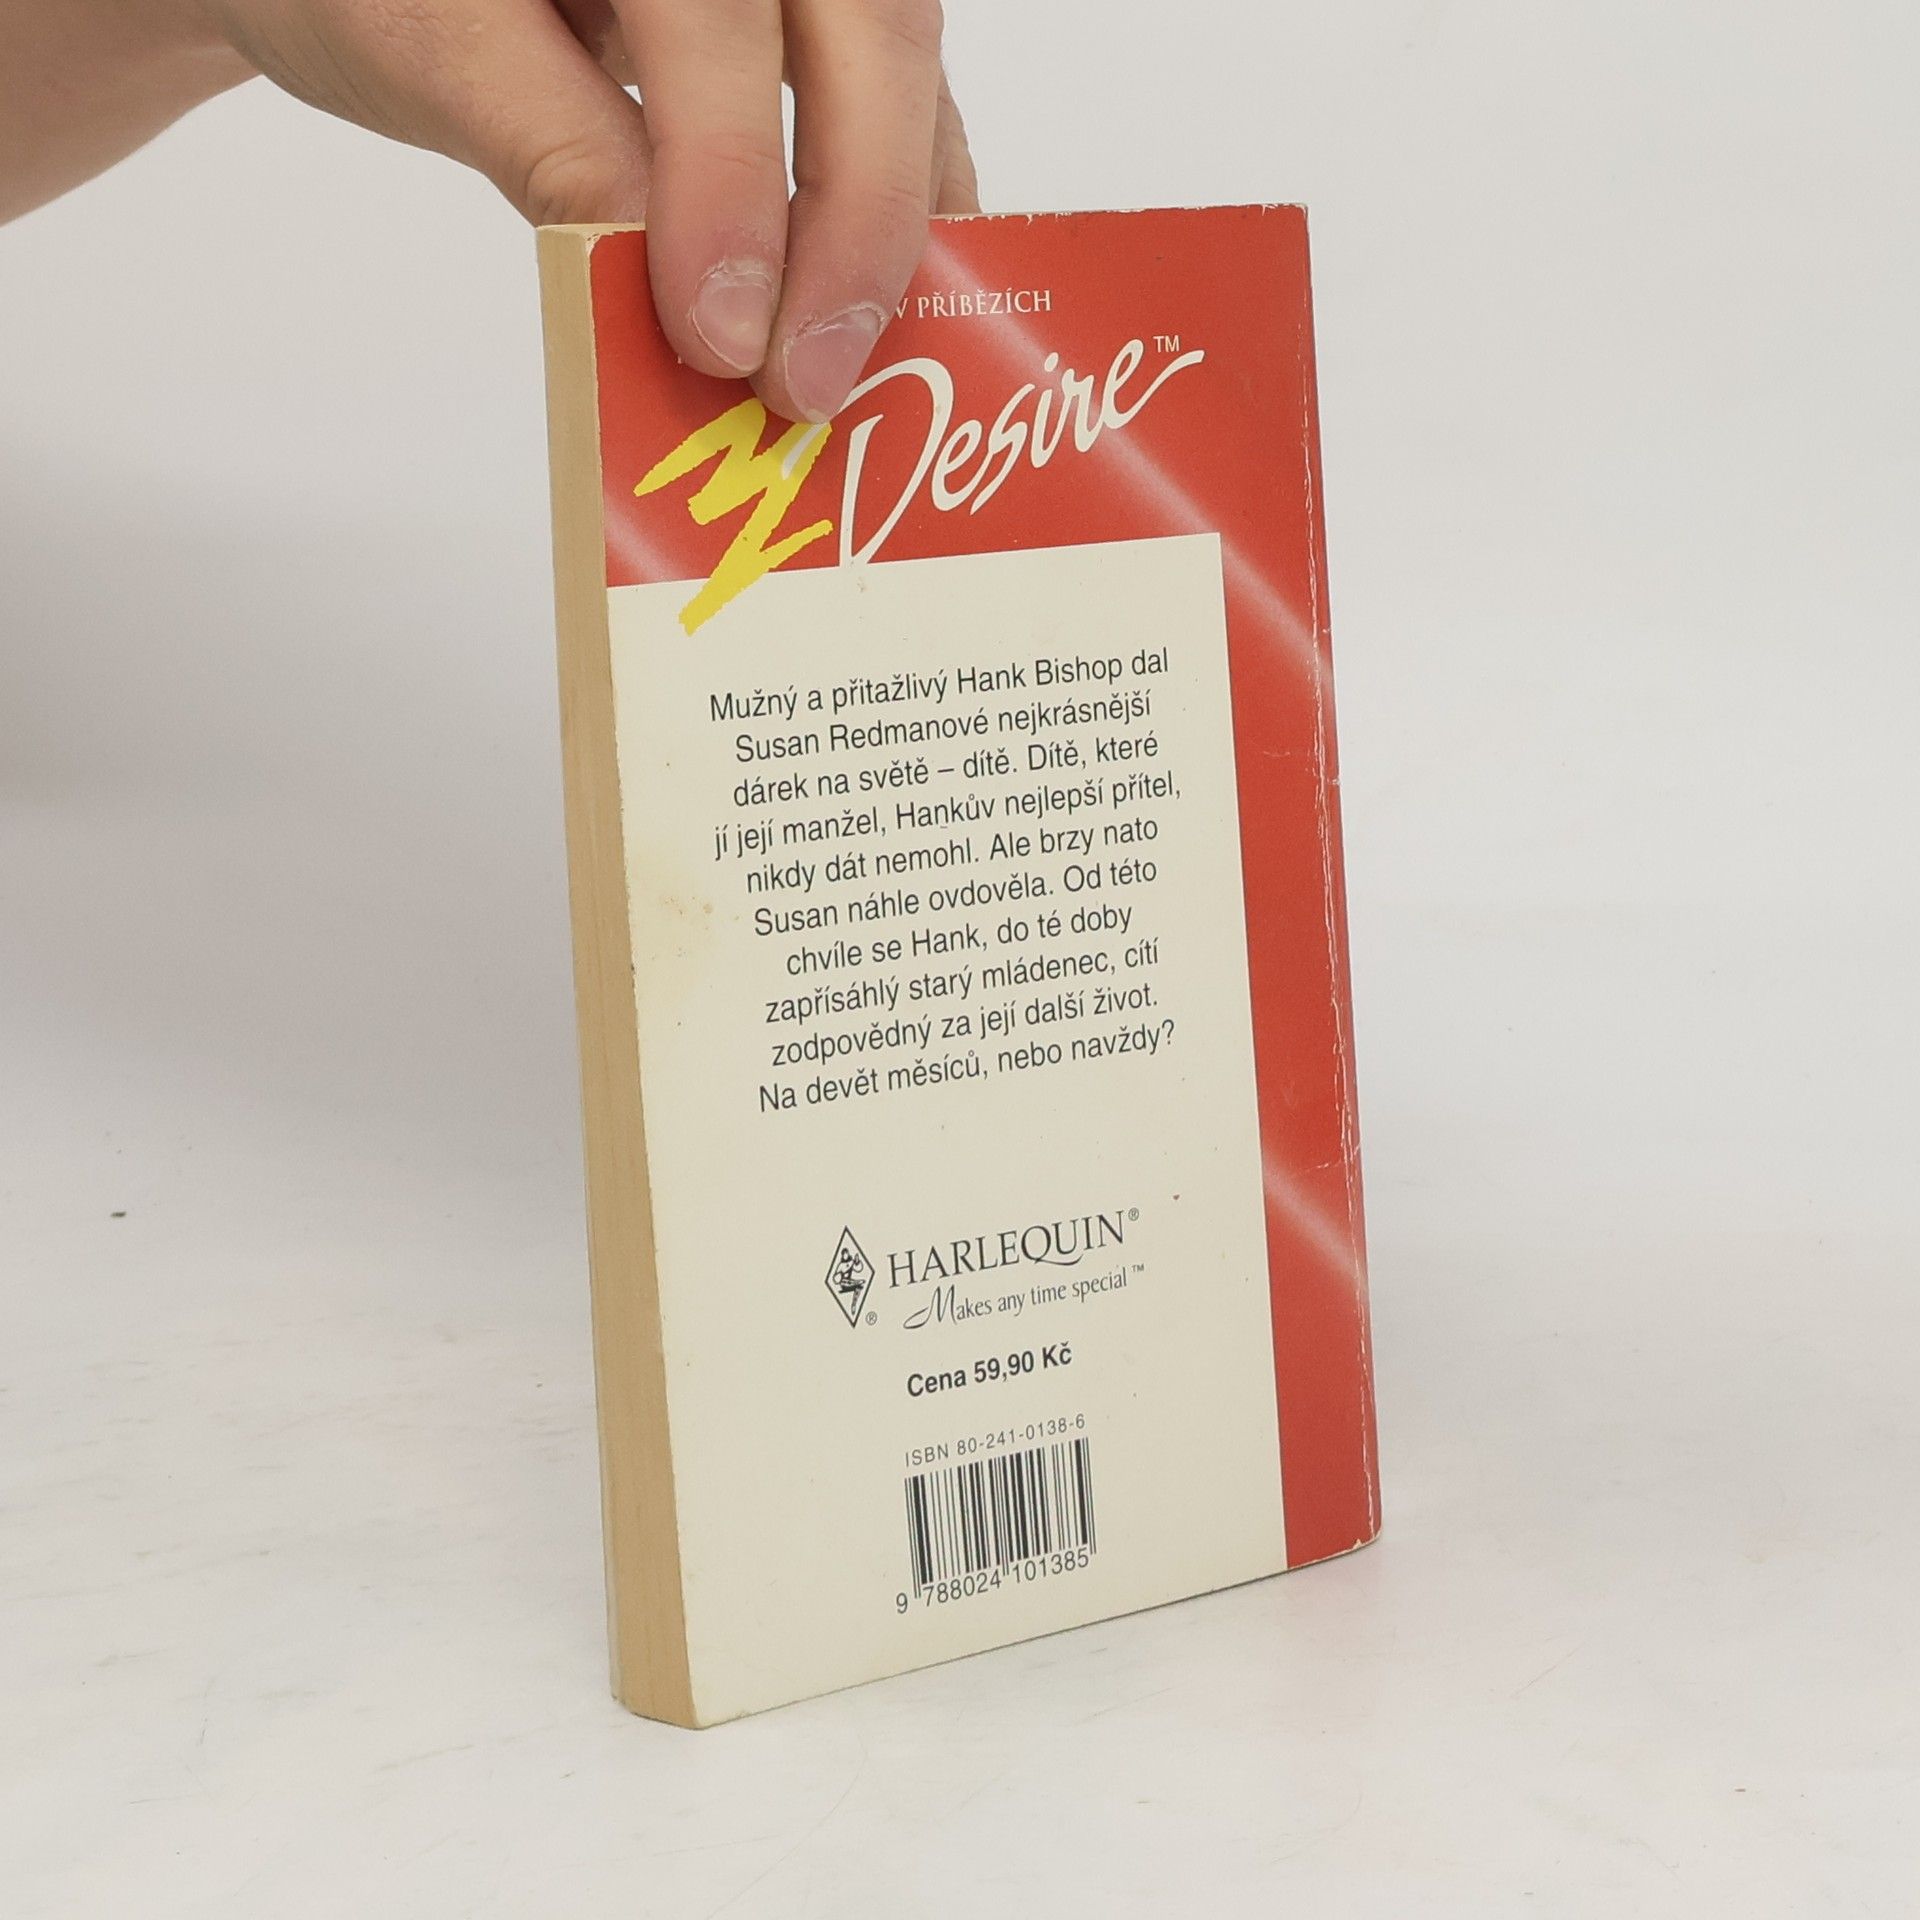 V PŘÍBĚZÍCH
Desire™
Mužný a přitažlivý Hank Bishop dal
Susan Redmanové nejkrásnější
dárek na světě – dítě. Dítě, které
jí její manžel, Hankův nejlepší přítel,
nikdy dát nemohl. Ale brzy nato
Susan náhle ovdověla. Od této
chvíle se Hank, do té doby
zapřísáhlý starý mládenec, cítí
zodpovědný za její další život.
Na devět měsíců, nebo navždy?
HARLEQUIN®
®
Makes any time special™
Cena 59,90 Kč
ISBN 80-241-0138-6
9 788024 101385